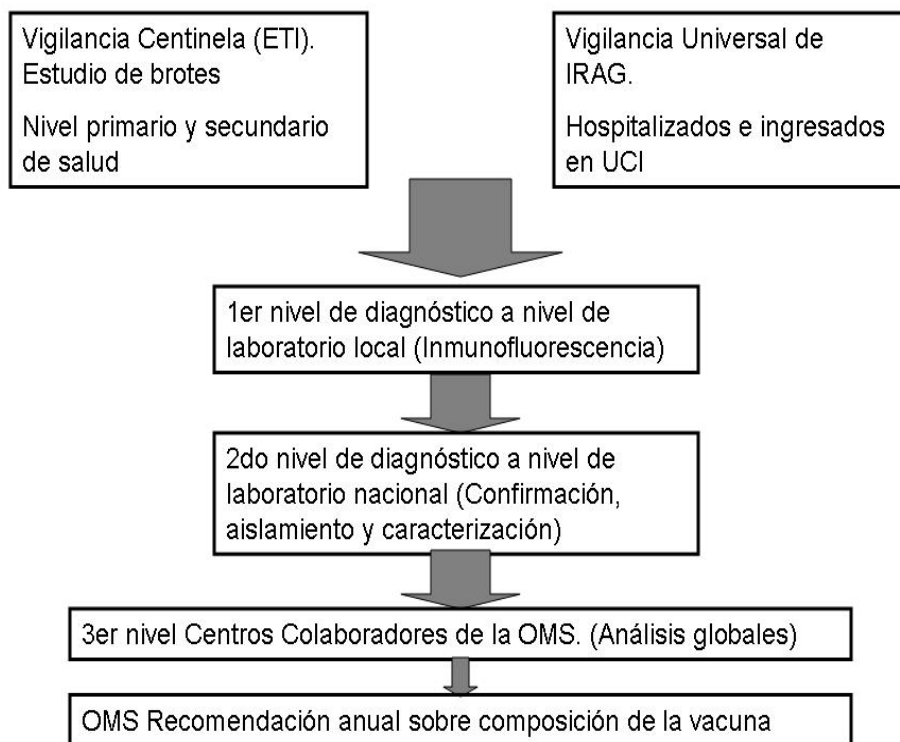 Vigilancia Centinela (ETI).
Estudio de brotes
Nivel primario y secundario
de salud
Vigilancia Universal de
IRAG.
Hospitalizados e ingresados
en UCI
1er nivel de diagnóstico a nivel de
laboratorio local (Inmunofluorescencia)
2do nivel de diagnóstico a nivel de
laboratorio nacional (Confirmación,
aislamiento y caracterización)
3er nivel Centros Colaboradores de la OMS. (Análisis globales)
OMS Recomendación anual sobre composición de la vacuna